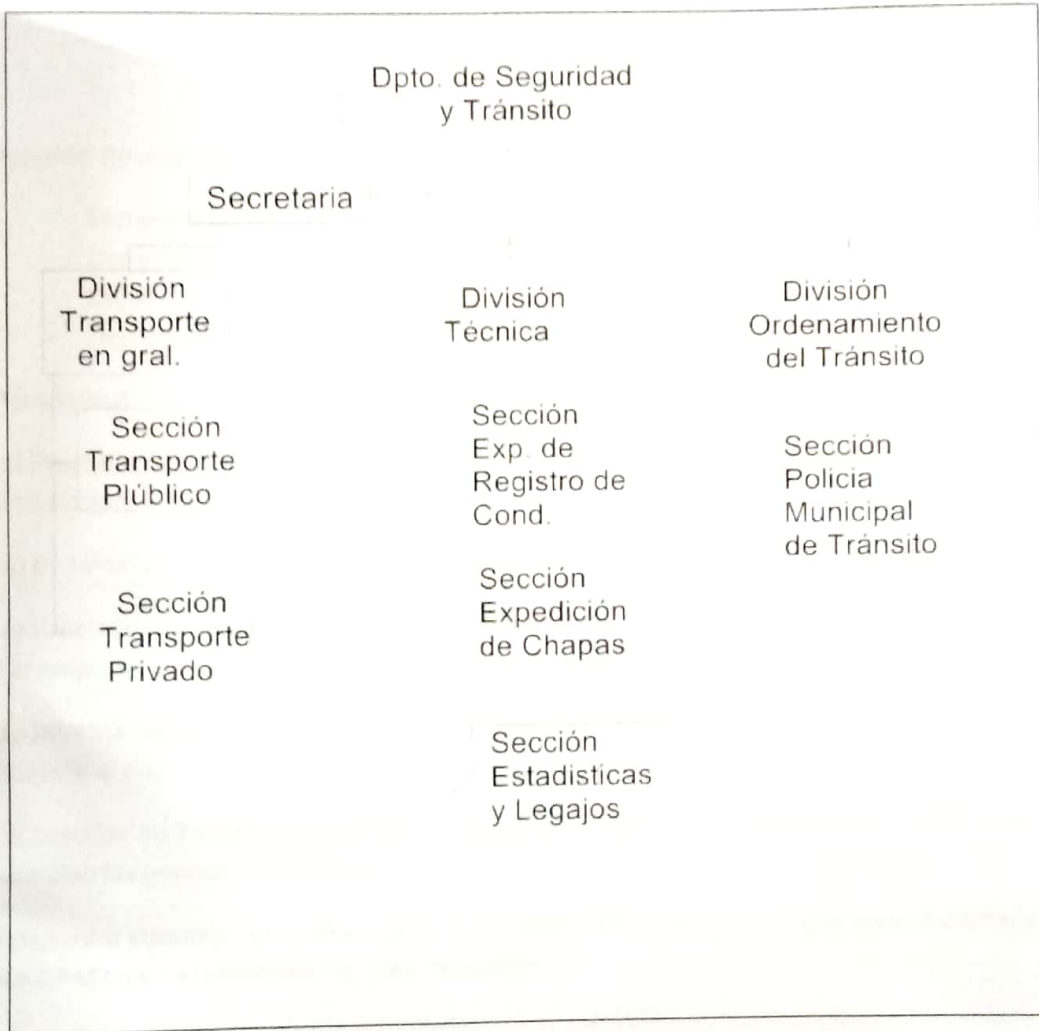 Dpto. de Seguridad
y Tránsito
Secretaria
División
Transporte
en gral.
División
Técnica
División
Ordenamiento
del Tránsito
Sección
Transporte
Plúblico
Sección
Exp. de
Registro de
Cond.
Sección
Policia
Municipal
de Tránsito
Sección
Transporte
Privado
Sección
Expedición
de Chapas
Sección
Estadisticas
y Legajos